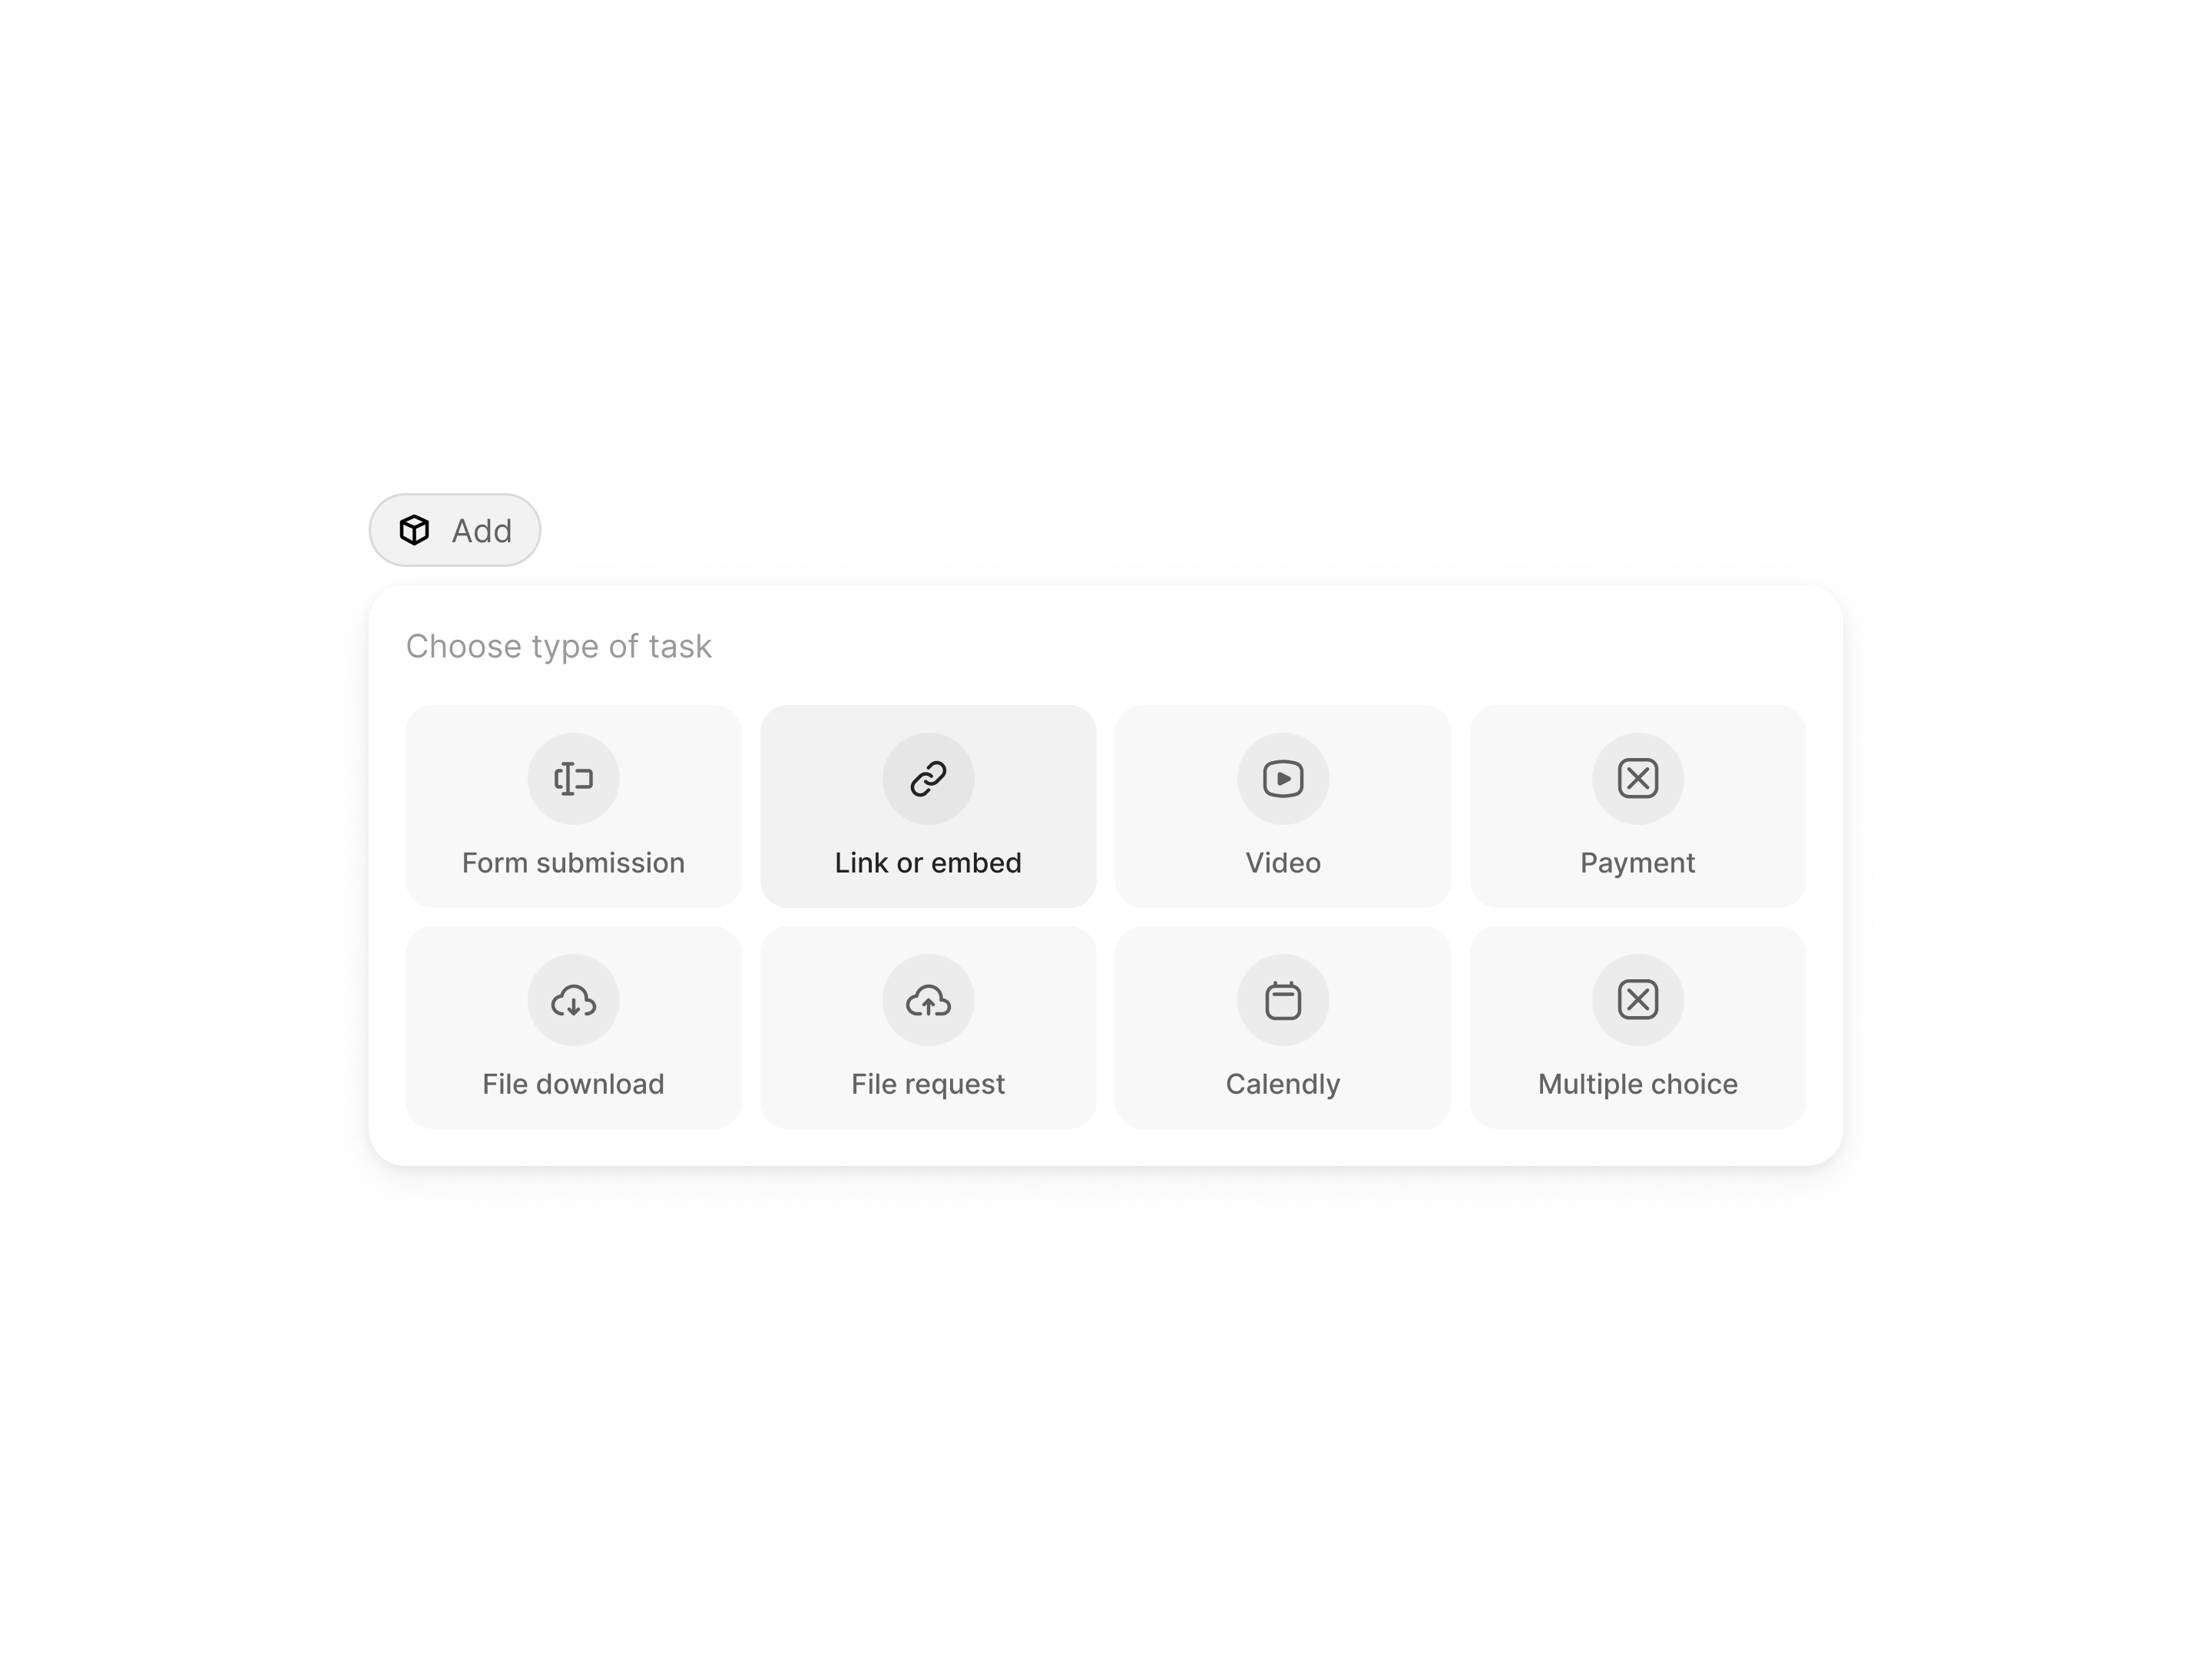 Add
Choose type of task
Form submission
Link or embed
Video
Payment
File download
File request
Calendly
Multiple choice